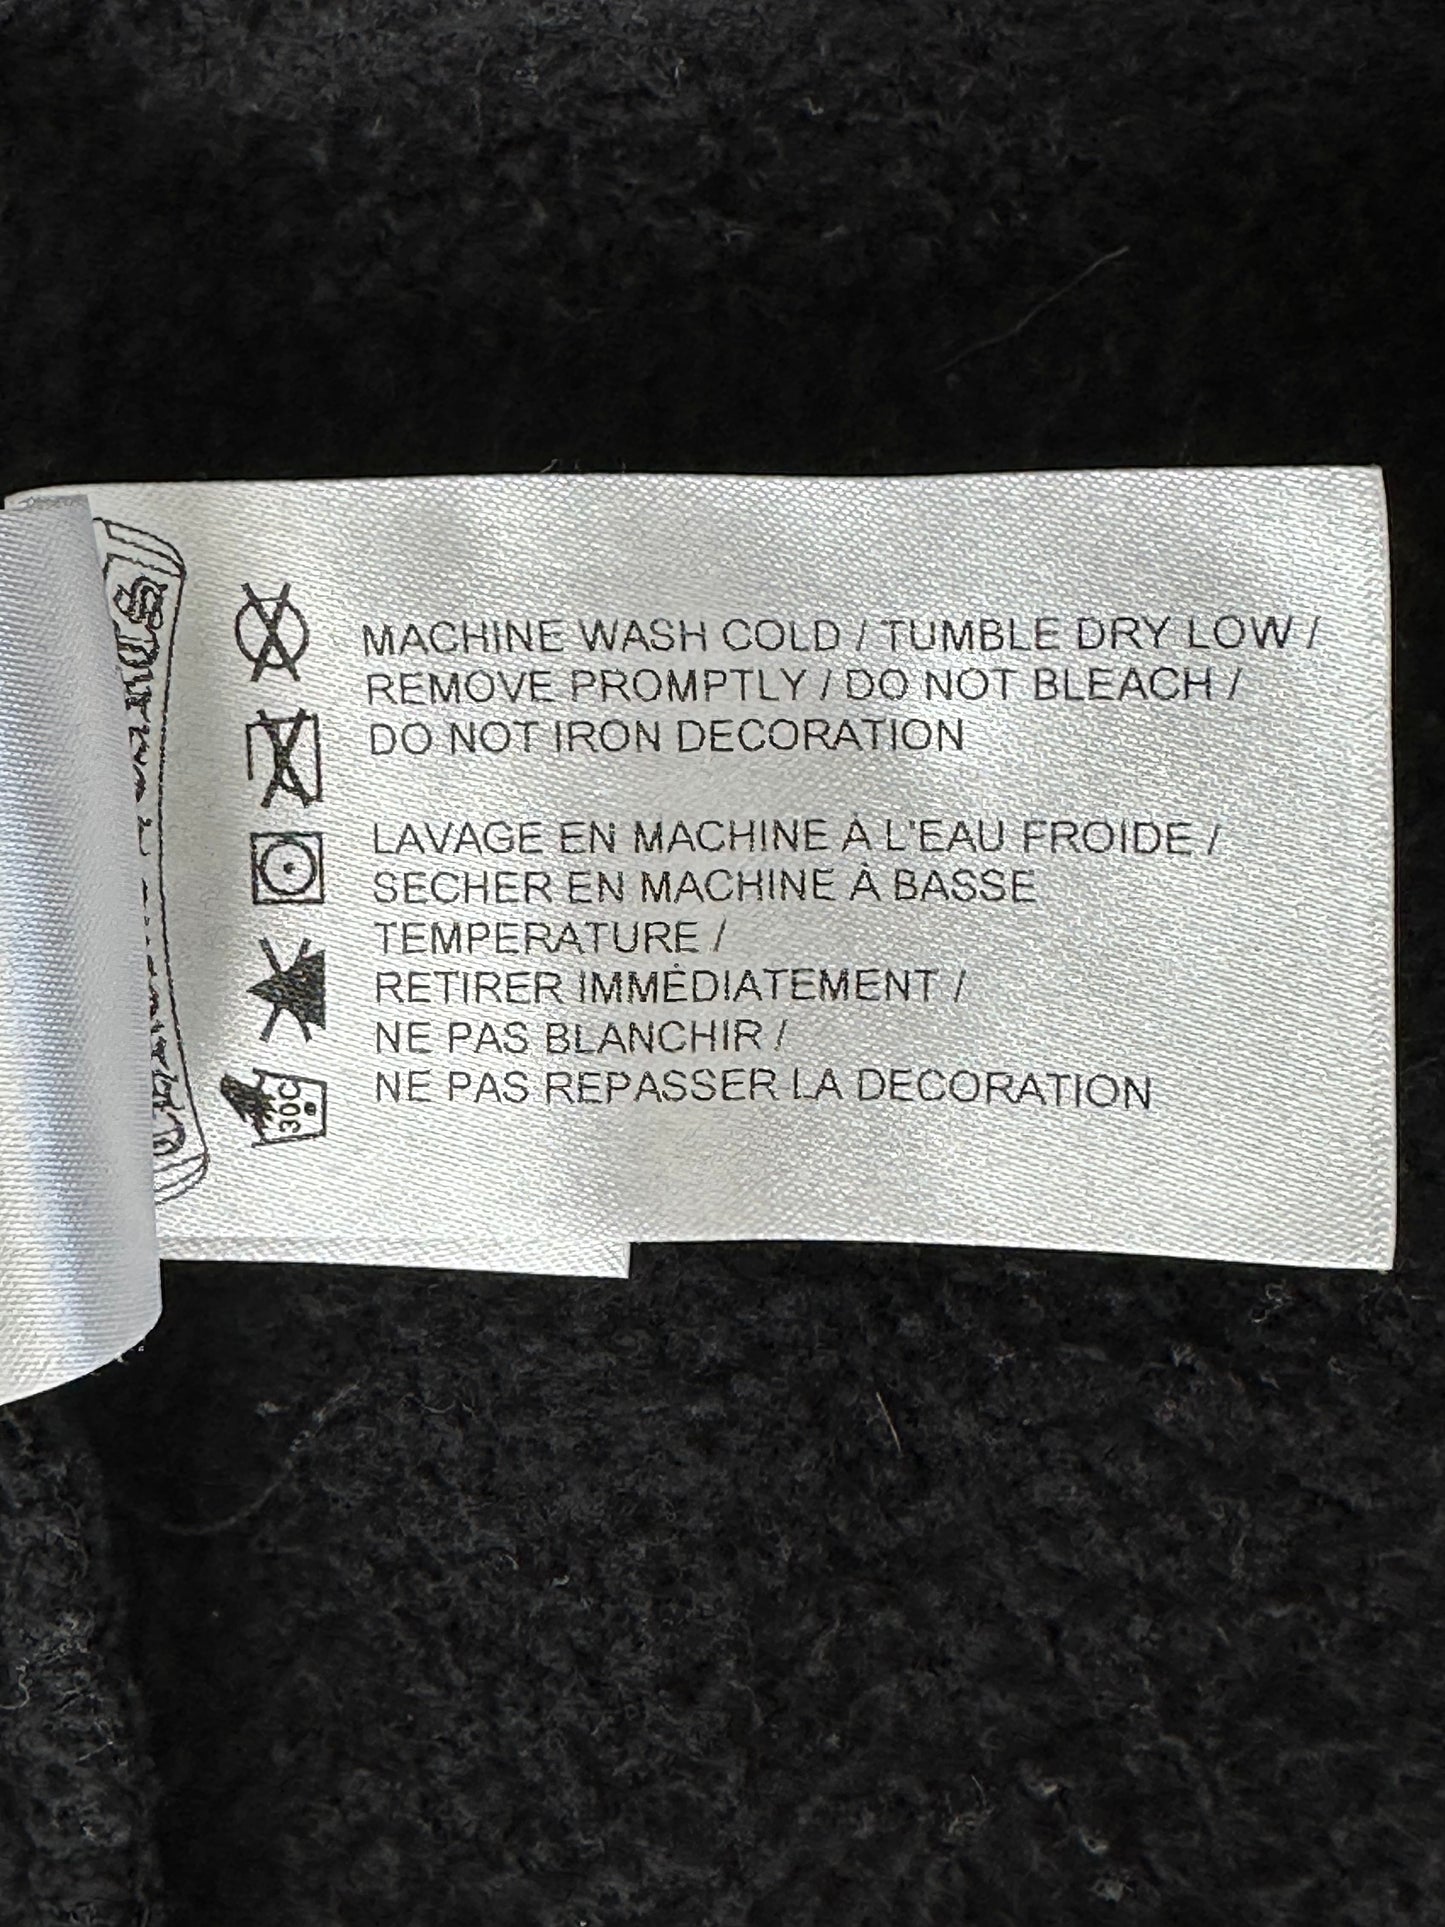 MACHINE WASH COLD / TUMBLE DRY LOW /
REMOVE PROMPTLY / DO NOT BLEACH /
DO NOT IRON DECORATION
LAVAGE EN MACHINE À L'EAU FROIDE /
SECHER EN MACHINE À BASSE
TEMPERATURE /
RETIRER IMMÉDIATEMENT /
NE PAS BLANCHIR /
NE PAS REPASSER LA DECORATION
30C